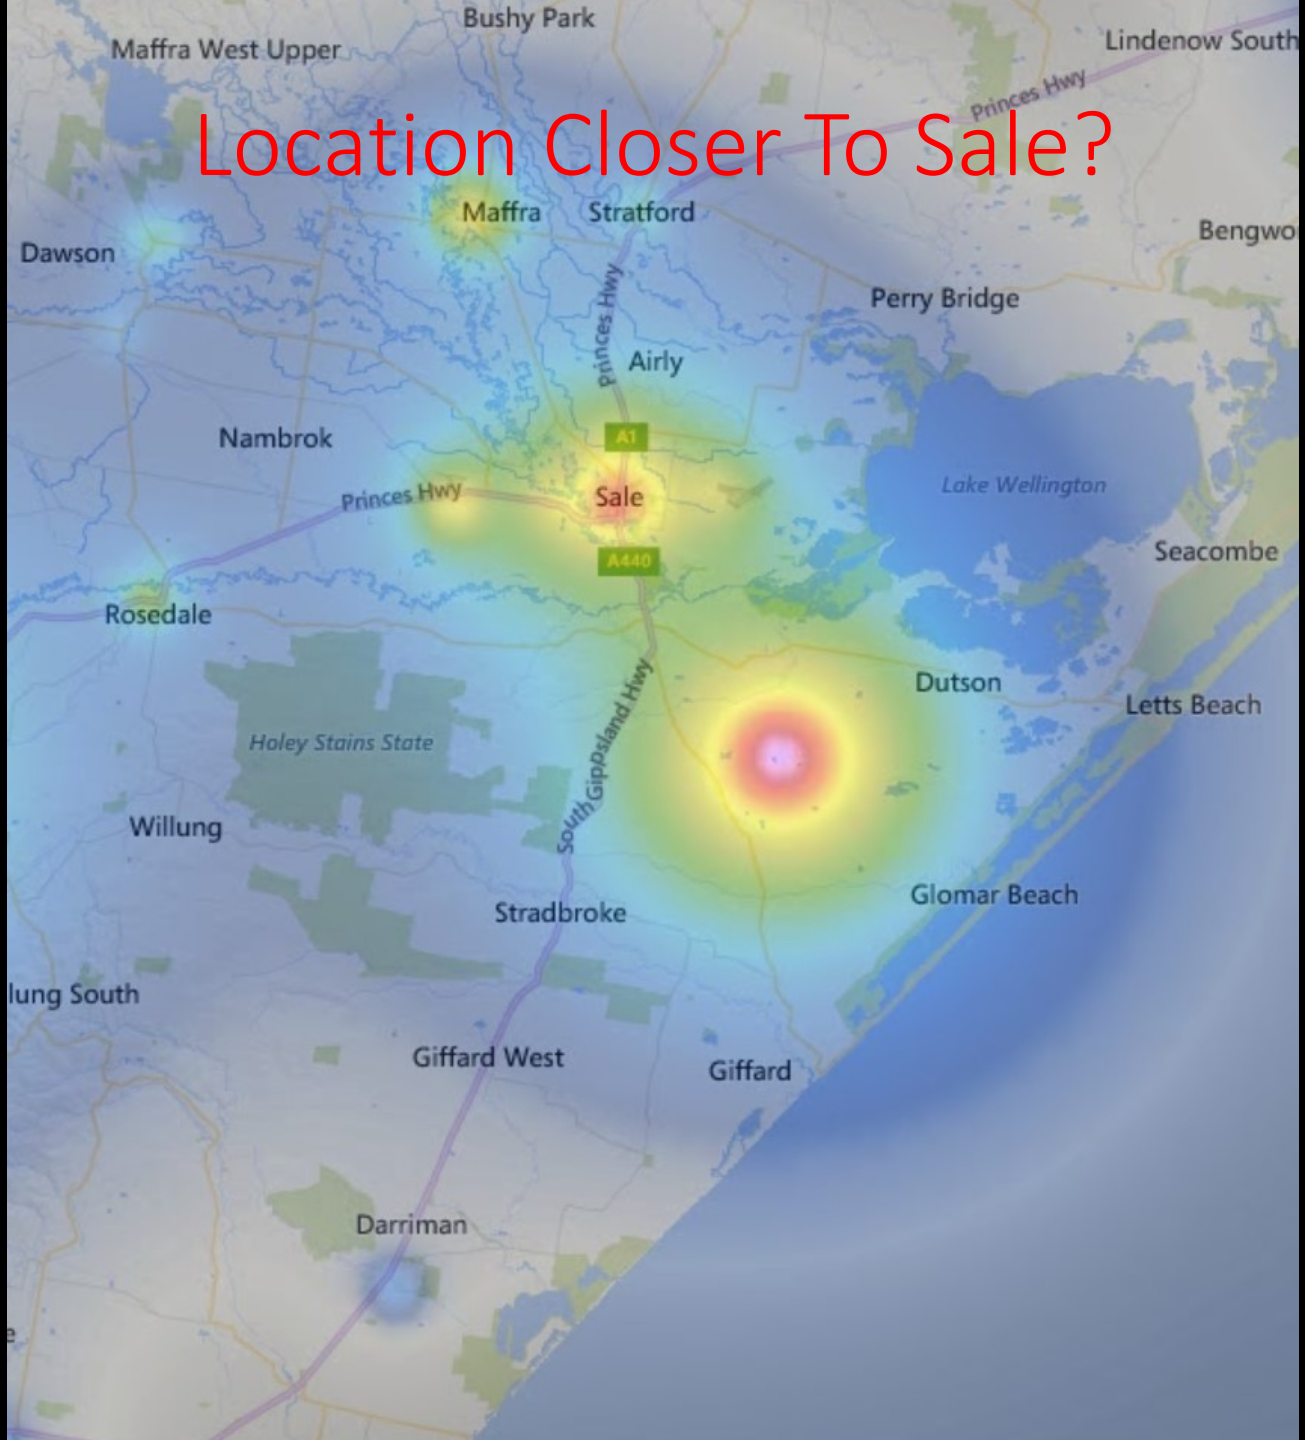 Bushy Park
Maffra West Upper
Lindenow South
Princes Hwy
Location Closer To Sale?
Maffra
Stratford
Dawson
Bengwo
Perry Bridge
Princes Hwy
Airly
Nambrok
A1
Princes Hwy
Sale
Lake Wellington
A440
Seacombe
Rosedale
Dutson
Letts Beach
South Gippsland Hwy
Holey Stains State
Willung
Glomar Beach
Stradbroke
lung South
Giffard West
Giffard
Darriman
e